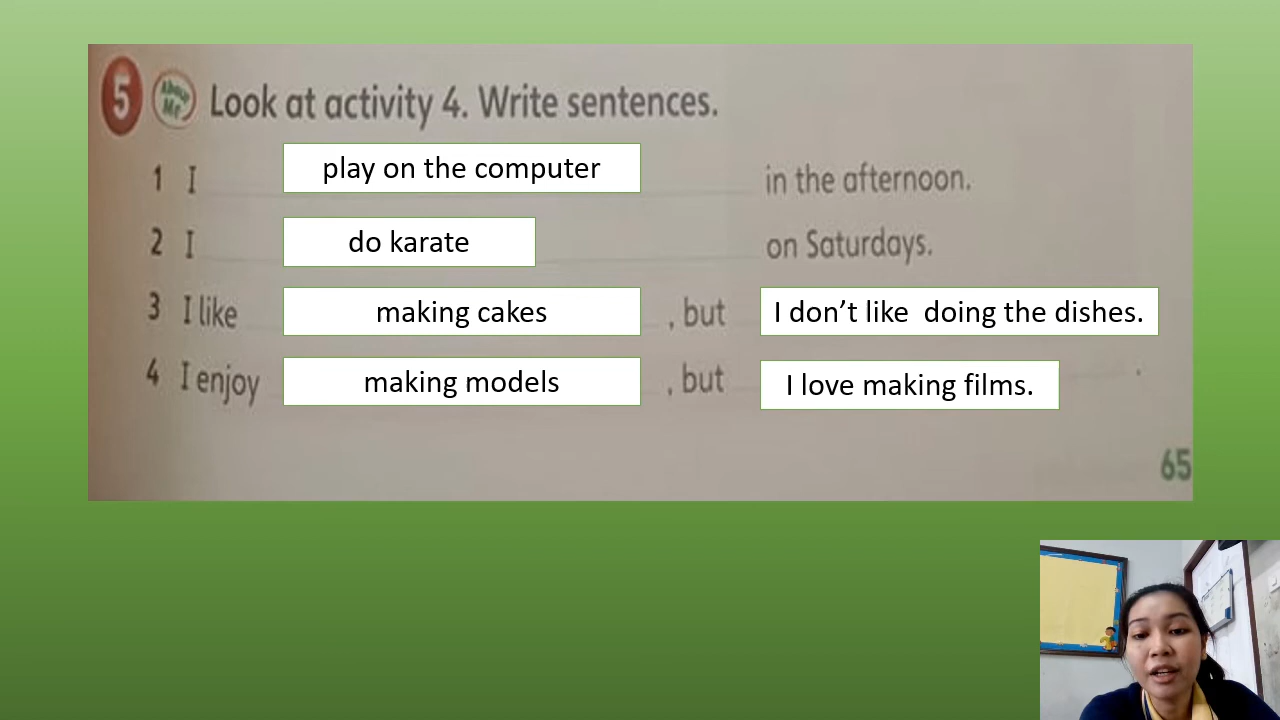 5 About Me Look at activity 4. Write sentences.
1 I play on the computer in the afternoon.
2 I do karate on Saturdays.
3 I like making cakes , but I don’t like doing the dishes.
4 I enjoy making models , but I love making films. .
65